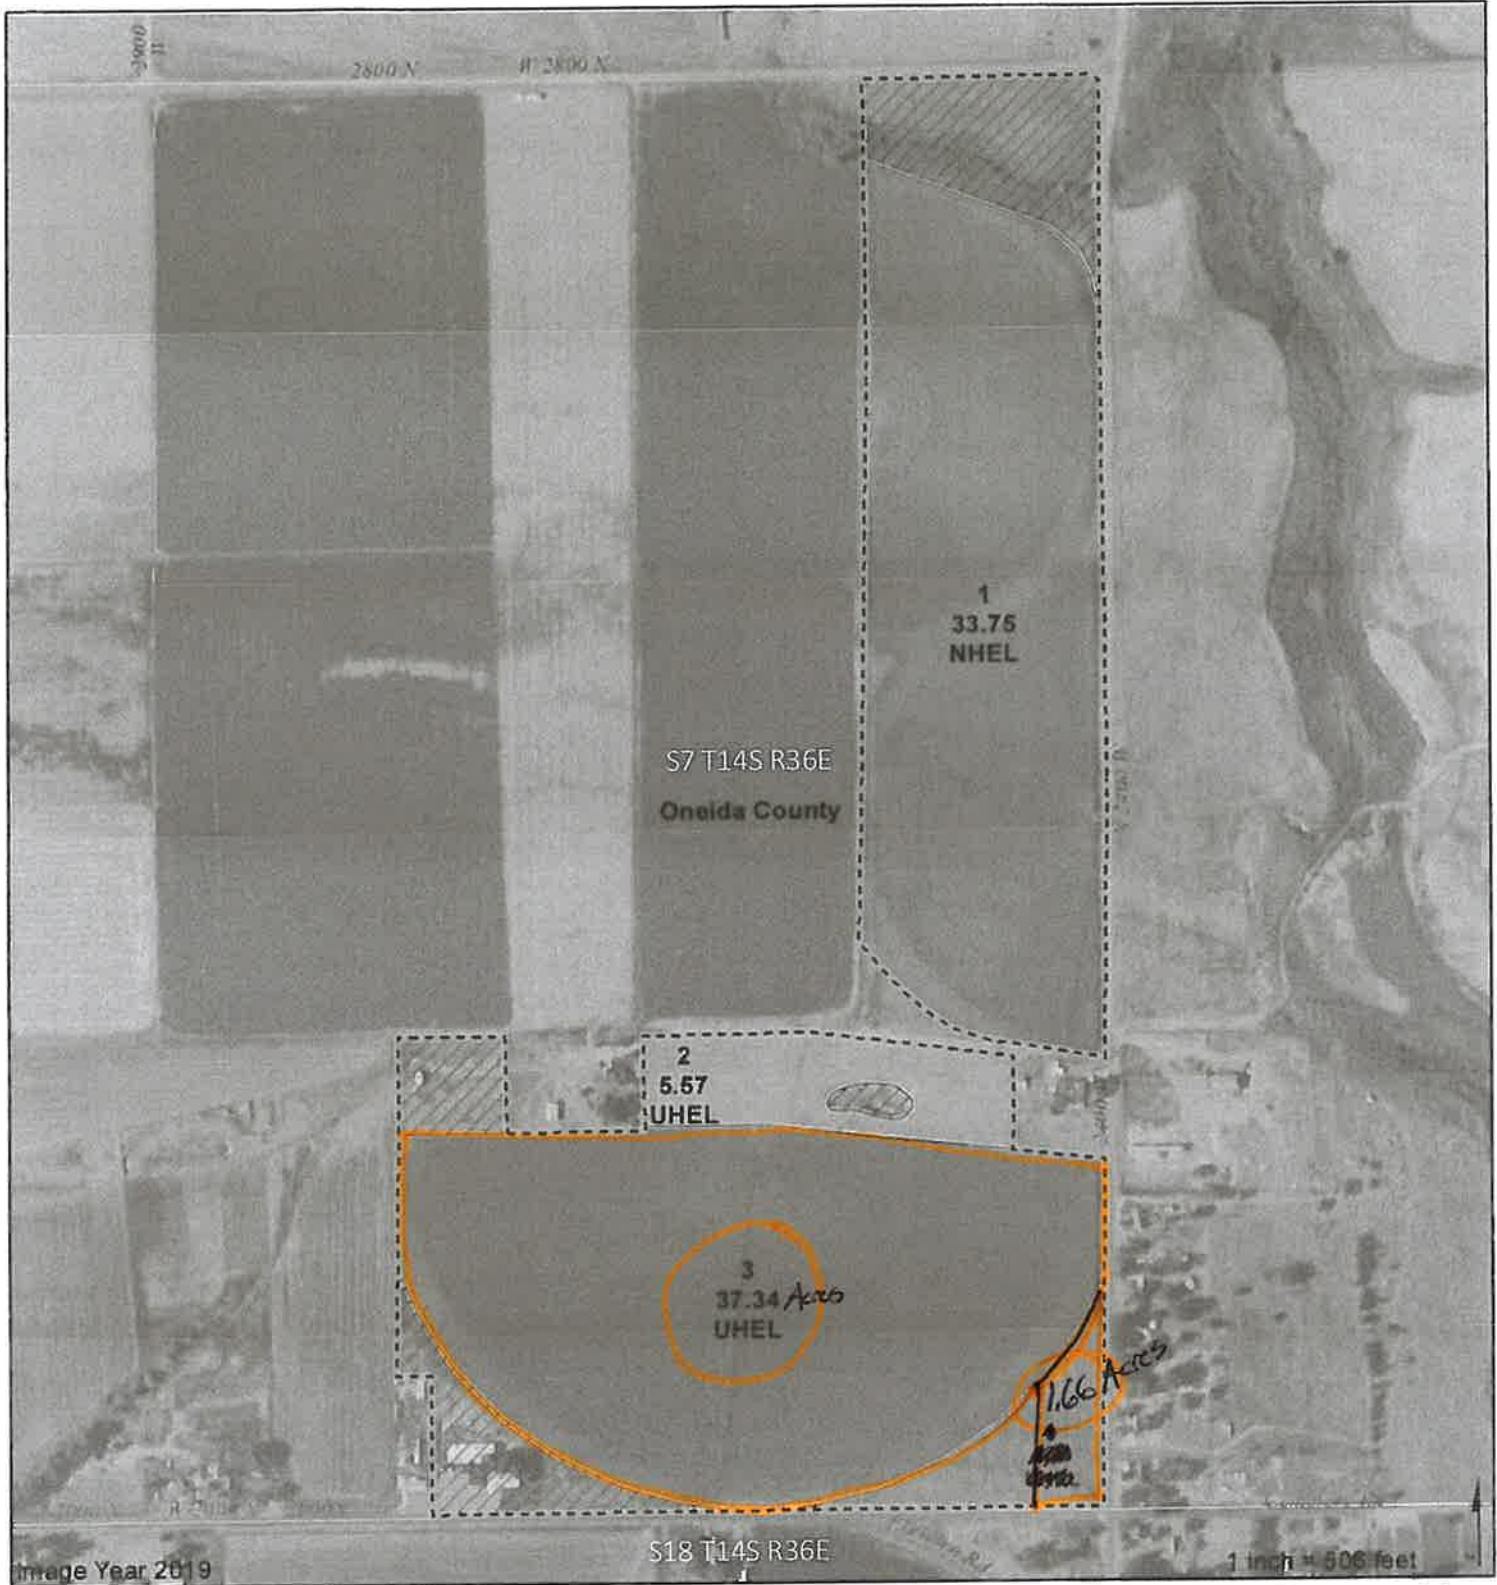 2800 N
W 2800 N
1
33.75
NHEL
S7 T14S R36E
Oneida County
2
5.57
UHEL
3
37.34 Acres
UHEL
1.66 Acres
S18 T14S R36E
Image Year 2019
1 inch = 506 feet